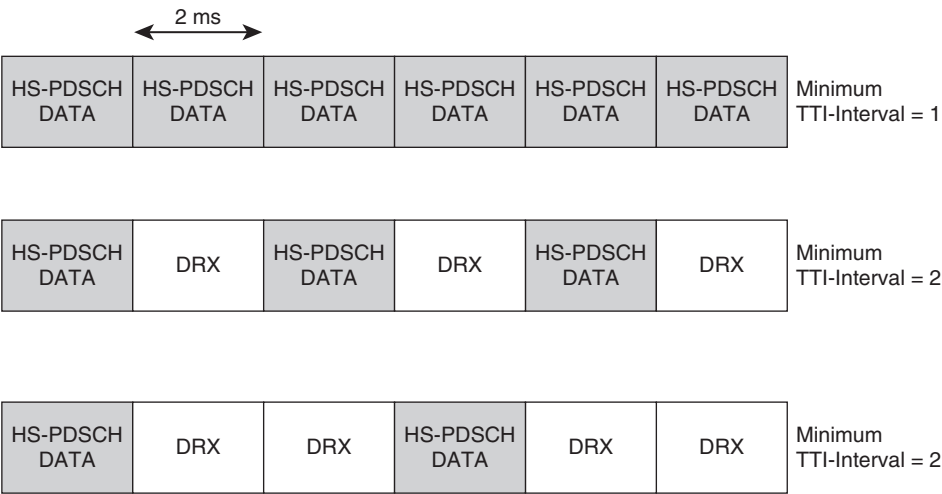 2 ms
HS-PDSCH DATA HS-PDSCH DATA HS-PDSCH DATA HS-PDSCH DATA HS-PDSCH DATA HS-PDSCH DATA Minimum TTI-Interval = 1
HS-PDSCH DATA DRX HS-PDSCH DATA DRX HS-PDSCH DATA DRX Minimum TTI-Interval = 2
HS-PDSCH DATA DRX DRX HS-PDSCH DATA DRX DRX Minimum TTI-Interval = 2